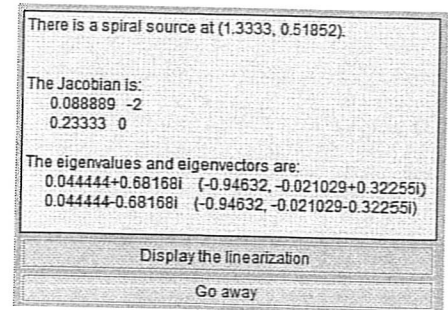 There is a spiral source at (1.3333, 0.51852).
The Jacobian is:
0.088889 -2
0.23333 0
The eigenvalues and eigenvectors are:
0.044444+0.68168i (-0.94632, -0.021029+0.32255i)
0.044444-0.68168i (-0.94632, -0.021029-0.32255i)
Display the linearization
Go away